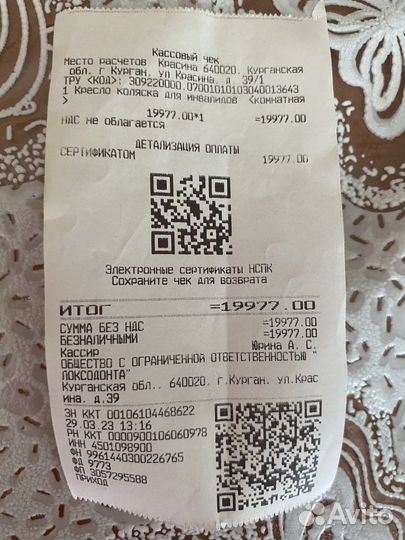 Кассовый чек
Место расчетов Красина 640020, Курганская
обл. г Курган, ул Красина, д. 39/1
ТРУ <КОД>: 309220000.07001010103040013643
1 Кресло коляска для инвалидов <комнатная
>
19977.00*1 =19977.00
НДС не облагается
ДЕТАЛИЗАЦИЯ ОПЛАТЫ
СЕРТИФИКАТОМ 19977.00
Электронные сертификаты НСПК
Сохраните чек для возврата
ИТОГ =19977.00
СУММА БЕЗ НДС =19977.00
БЕЗНАЛИЧНЫМИ =19977.00
Кассир Юрина А. С.
ОБЩЕСТВО С ОГРАНИЧЕННОЙ ОТВЕТСТВЕННОСТЬЮ "
ЛОКСОДОНТА"
Курганская обл., 640020, г.Курган, ул.Крас
ина, д.39
ЗН ККТ 00106104468622
29.03.23 13:16
РН ККТ 0000900106060978
ИНН 4501098900
ФН 9961440300226765
ФД 9773
ФП 3057295588
ПРИХОД
Avito